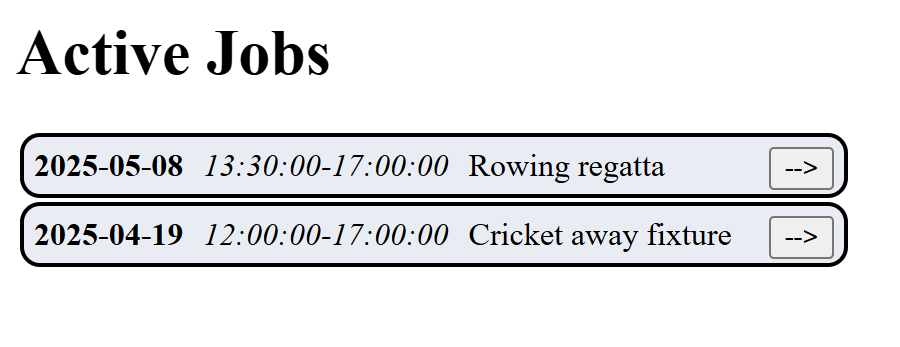 Active Jobs
2025-05-08 13:30:00-17:00:00 Rowing regatta -->
2025-04-19 12:00:00-17:00:00 Cricket away fixture -->